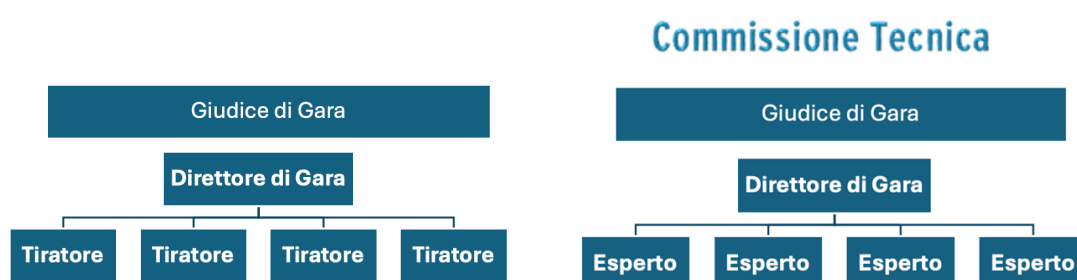 Commissione Tecnica
Giudice di Gara
Direttore di Gara
Tiratore Tiratore Tiratore Tiratore
Giudice di Gara
Direttore di Gara
Esperto Esperto Esperto Esperto